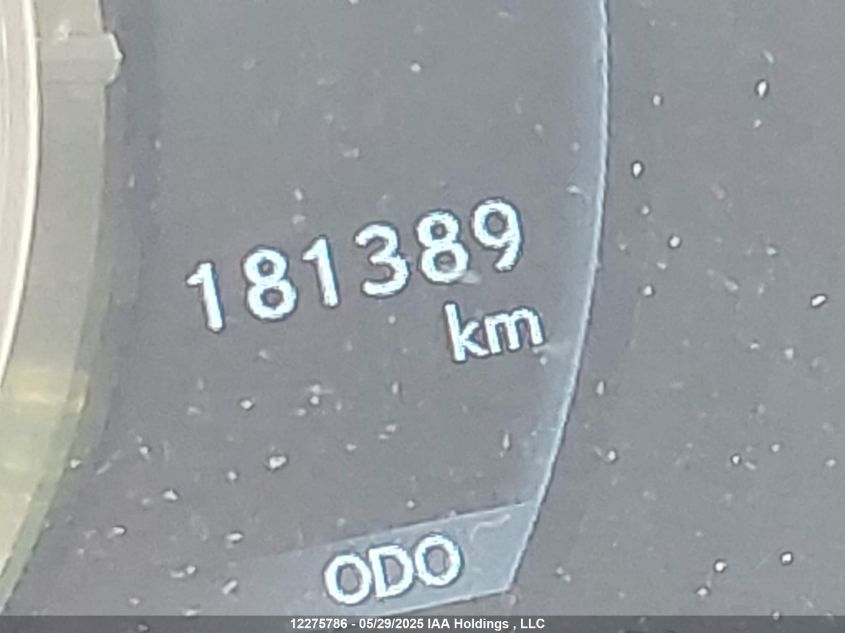 181389
km
ODO
12275786 - 05/29/2025 IAA Holdings , LLC